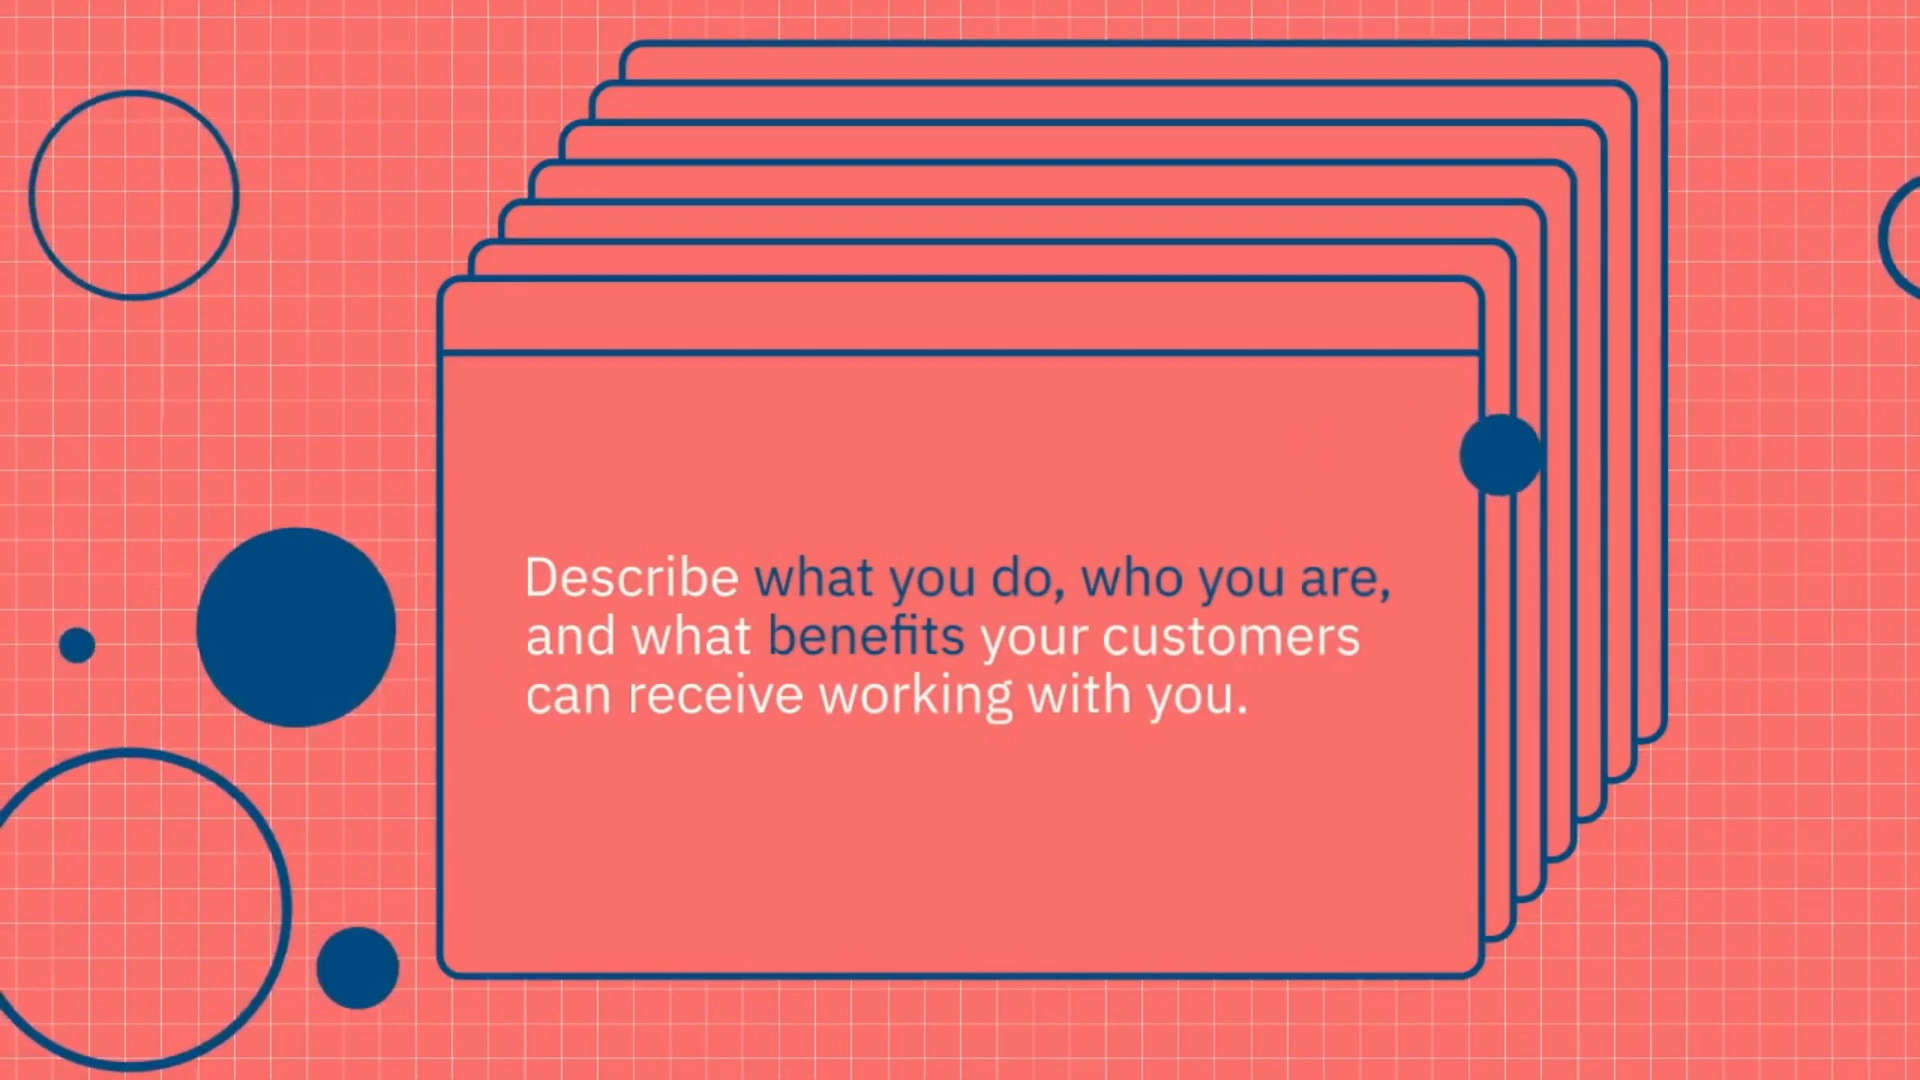 Describe what you do, who you are,
and what benefits your customers
can receive working with you.